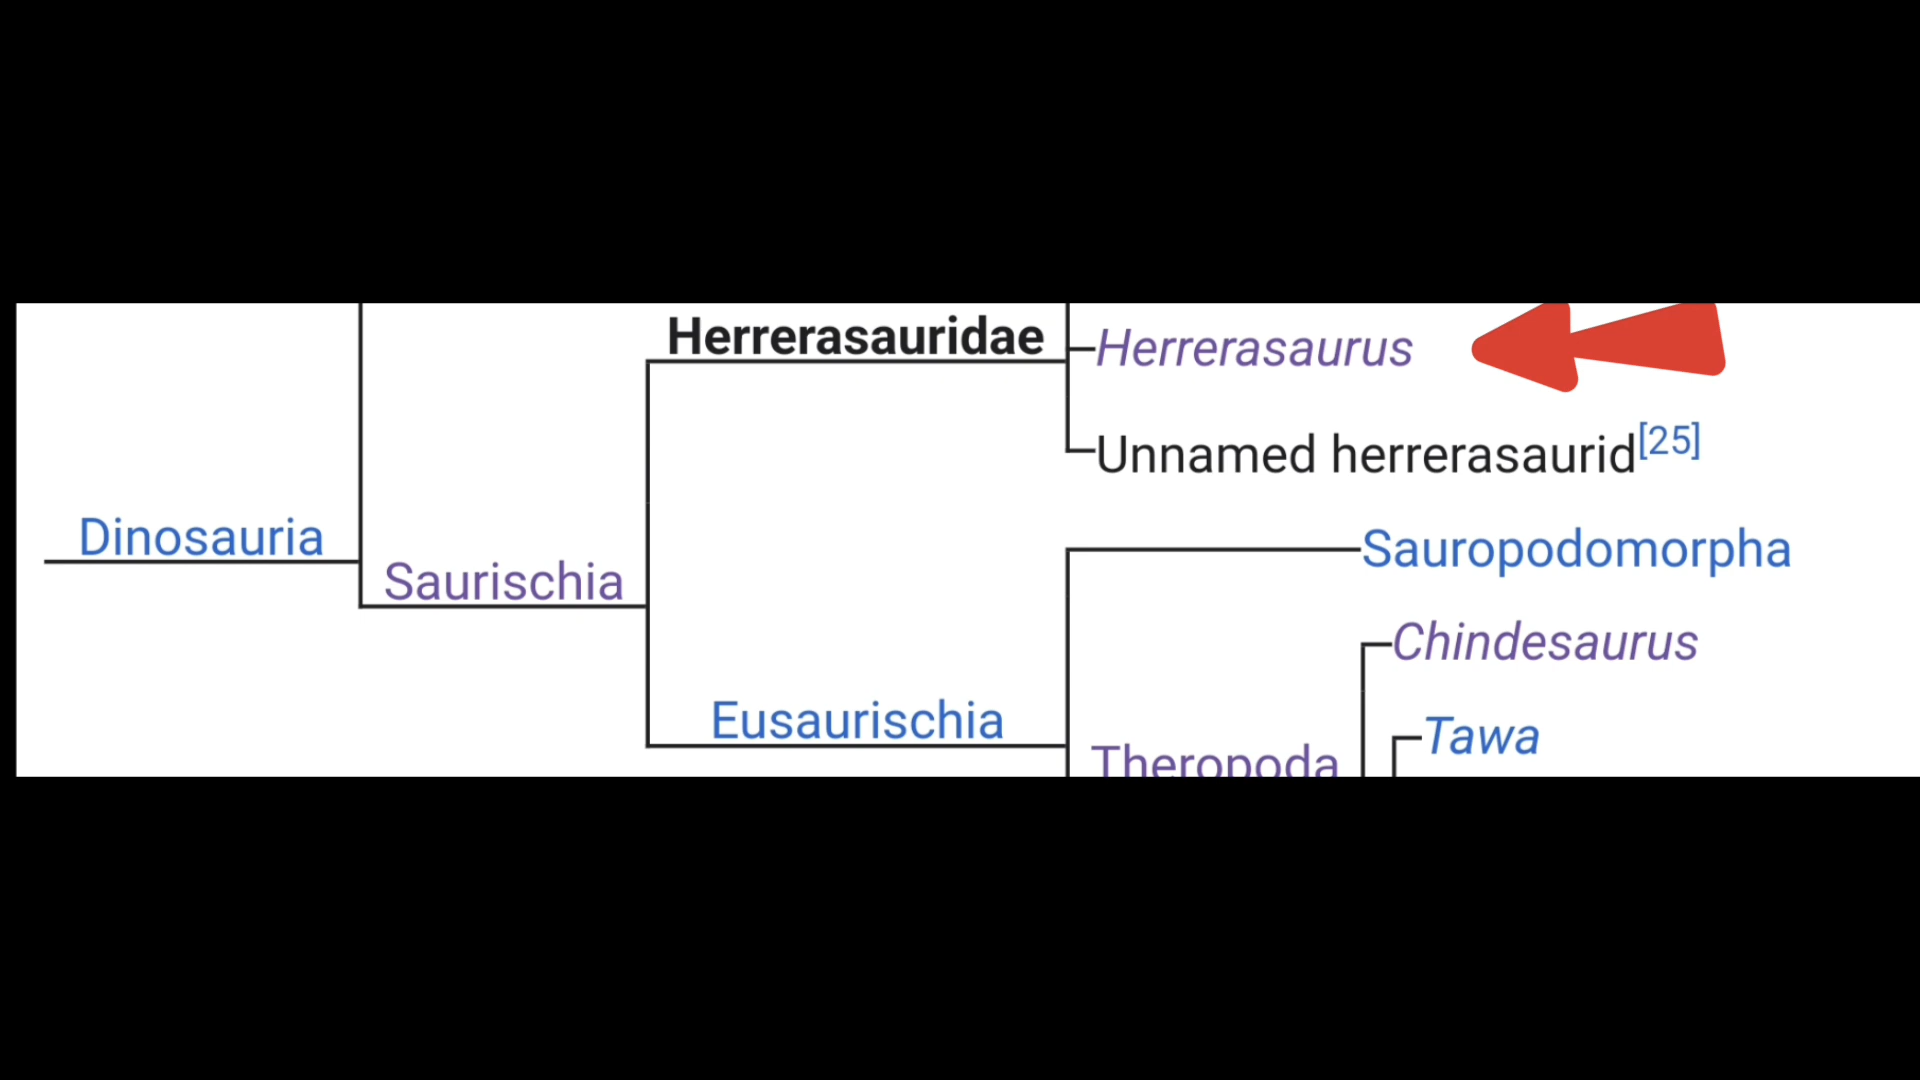 Herrerasauridae
Herrerasaurus
Unnamed herrerasaurid[25]
Dinosauria
Saurischia
Sauropodomorpha
Chindesaurus
Eusaurischia
Tawa
Theropoda